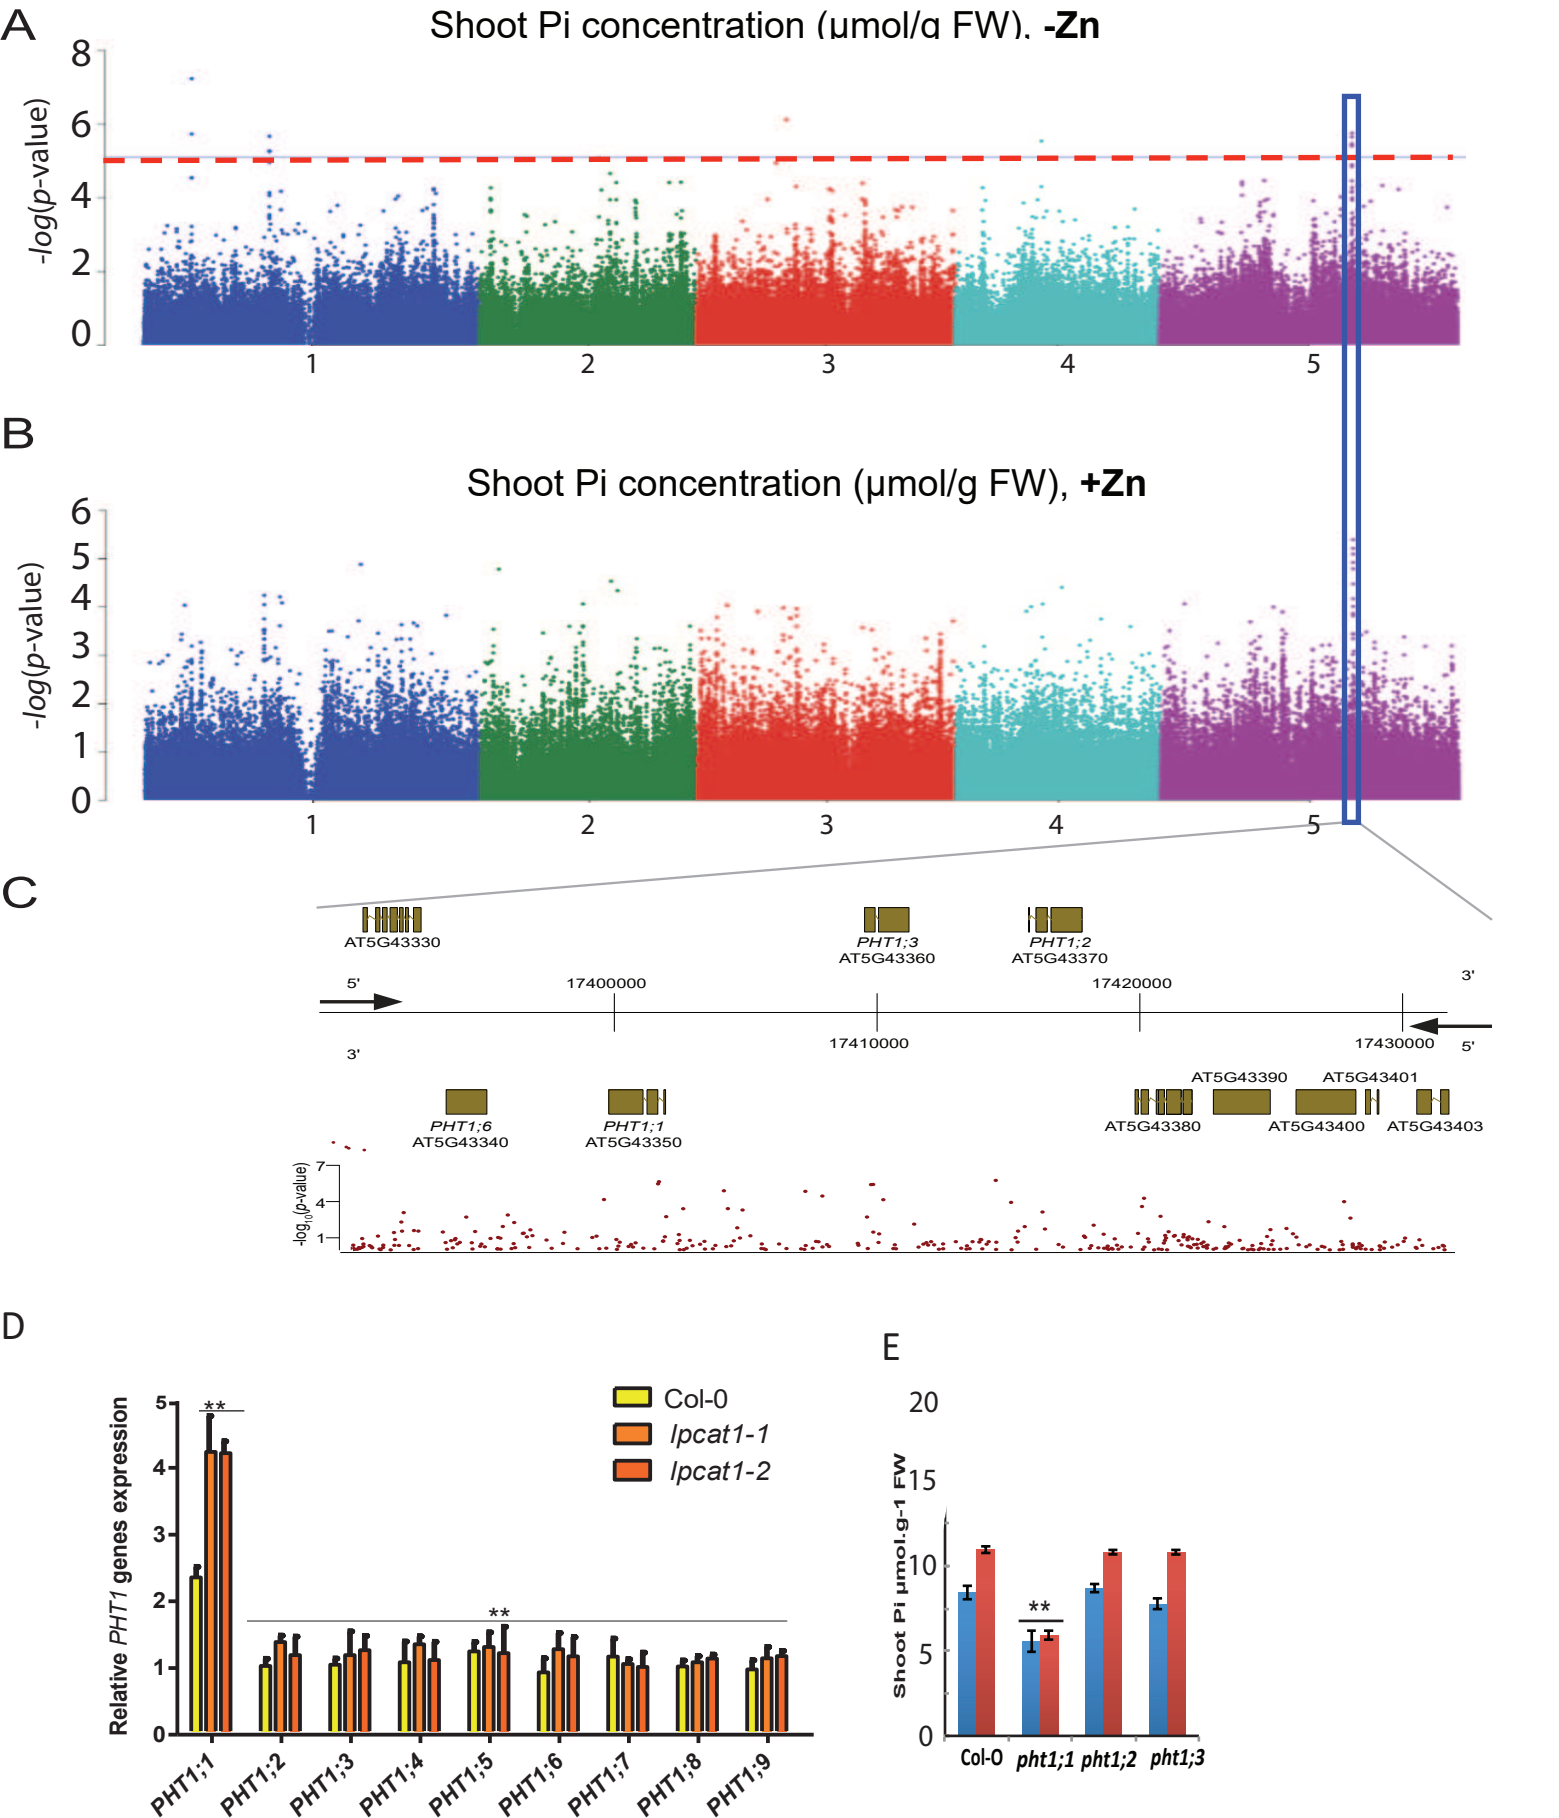 A
Shoot Pi concentration (µmol/g FW), -Zn
-log(p-value)
8
6
4
2
0
1 2 3 4 5
B
Shoot Pi concentration (µmol/g FW), +Zn
-log(p-value)
6
5
4
3
2
1
0
1 2 3 4 5
C
AT5G43330
PHT1;3
AT5G43360
PHT1;2
AT5G43370
5' 17400000 17420000 3'
3' 17410000 17430000 5'
AT5G43390 AT5G43401
PHT1;6
AT5G43340
PHT1;1
AT5G43350
AT5G43380 AT5G43400 AT5G43403
-log10(p-value)
7
4
1
D
Relative PHT1 genes expression
5
4
3
2
1
0
**
**
Col-0
lpcat1-1
lpcat1-2
PHT1;1 PHT1;2 PHT1;3 PHT1;4 PHT1;5 PHT1;6 PHT1;7 PHT1;8 PHT1;9
E
Shoot Pi µmol.g-1 FW
20
15
10
5
0
**
Col-O pht1;1 pht1;2 pht1;3